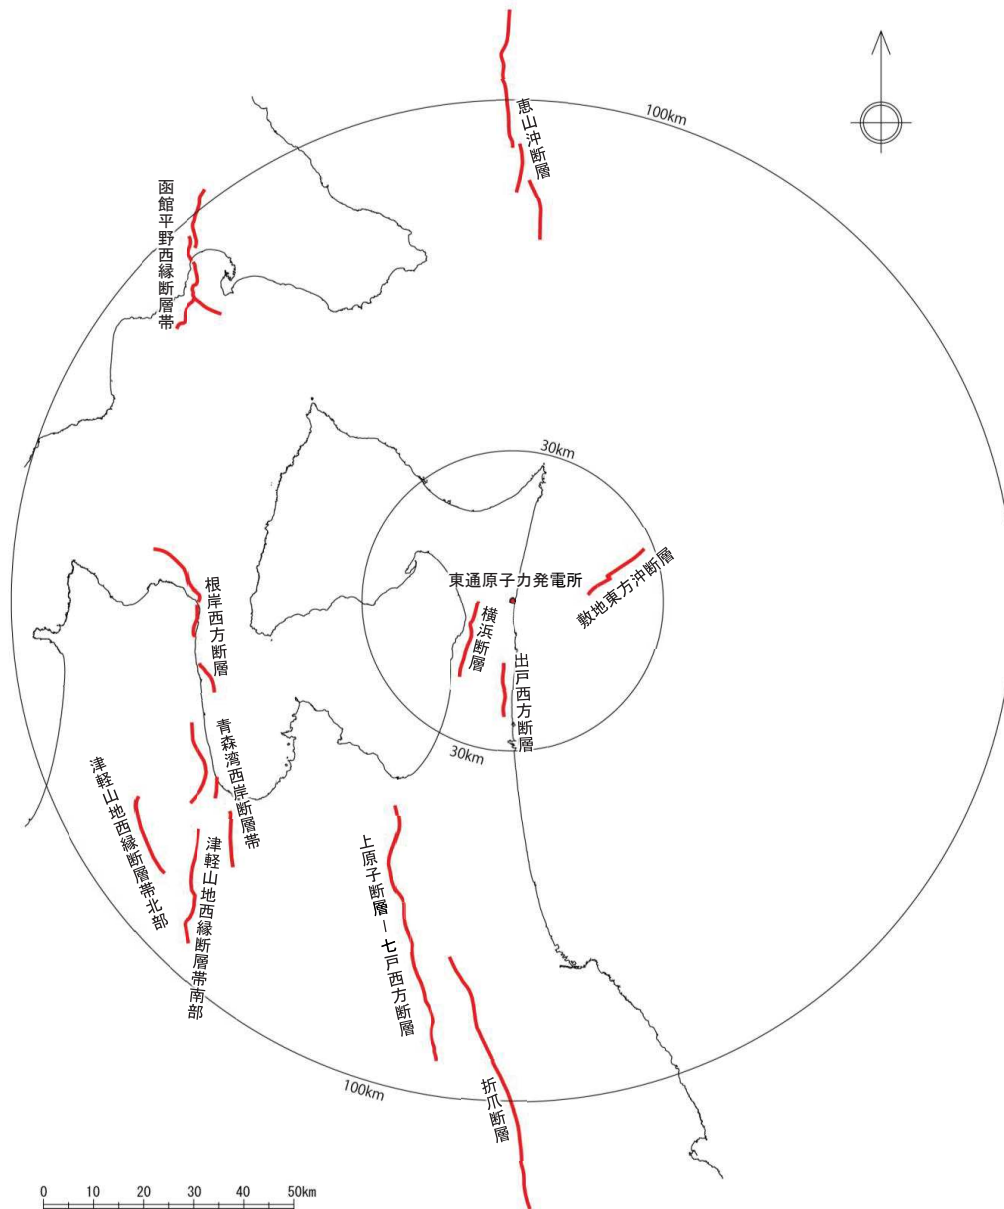 100km
恵山沖断層
函館平野西縁断層帯
30km
東通原子力発電所
敷地東方沖断層
横浜断層
出戸西方断層
根岸西方断層
30km
青森湾西岸断層帯
津軽山地西縁断層帯北部
津軽山地西縁断層帯南部
上原子断層－七戸西方断層
折爪断層
100km
0 10 20 30 40 50km